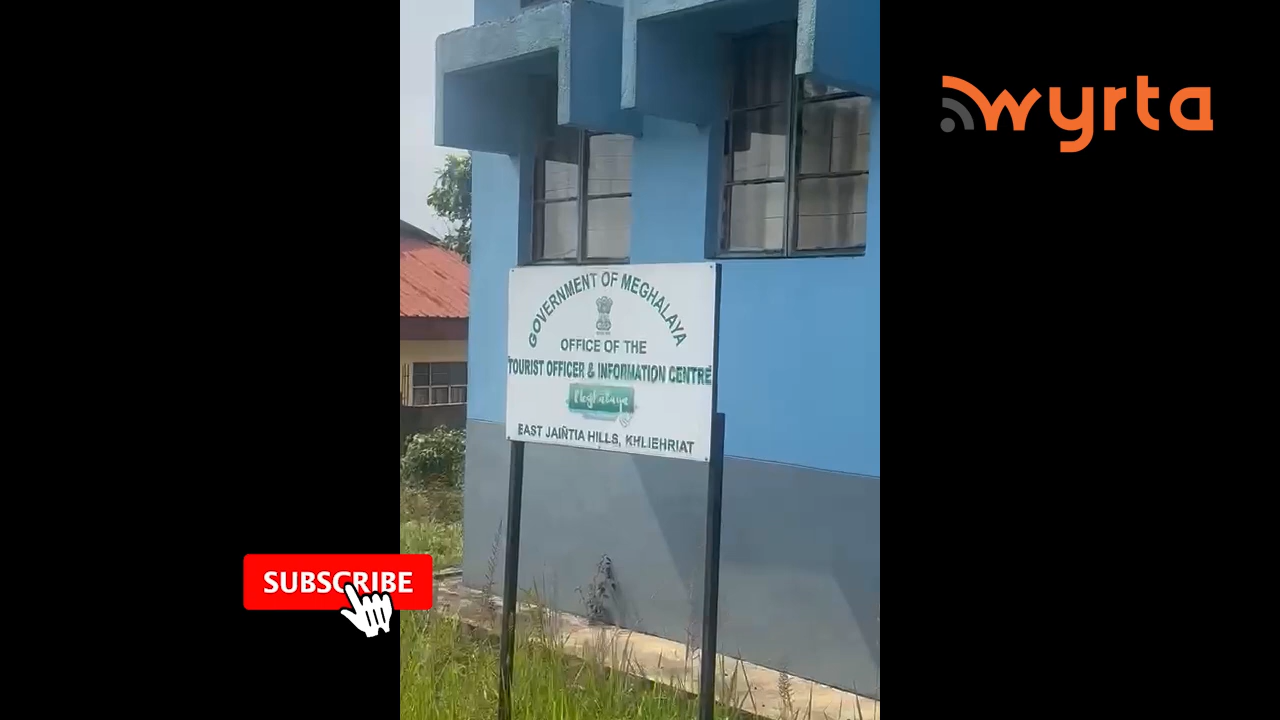 wyrta
GOVERNMENT OF MEGHALAYA
OFFICE OF THE
TOURIST OFFICER & INFORMATION CENTRE
Meghalaya
EAST JAIÑTIA HILLS, KHLIEHRIAT
SUBSCRIBE